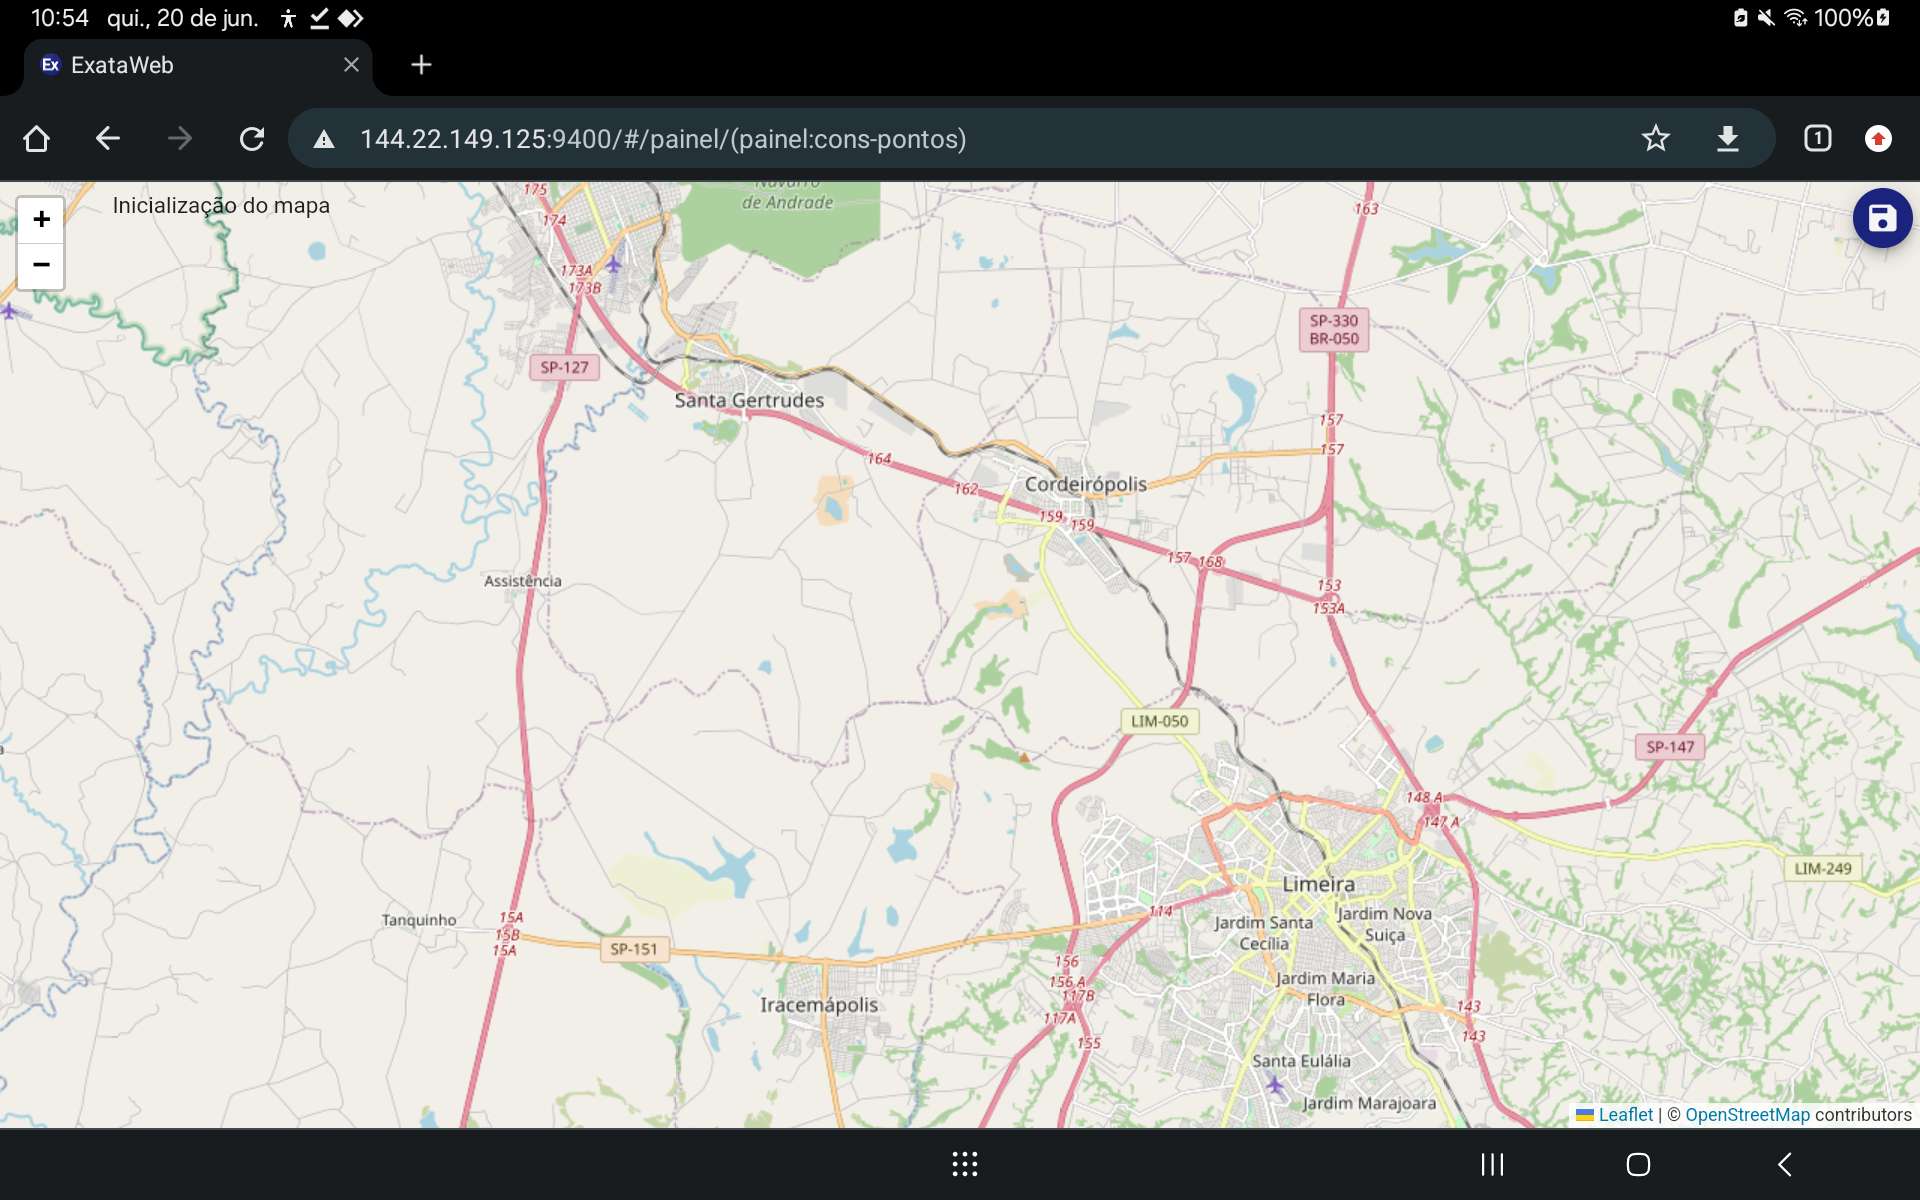 10:54 qui., 20 de jun.
100%
Ex ExataWeb
144.22.149.125:9400/#/painel/(painel:cons-pontos)
1
+
−
Inicialização do mapa
Navarro
de Andrade
175
174
163
173A
173B
SP-330
BR-050
SP-127
Santa Gertrudes
157
157
164
162
Cordeirópolis
159
159
157
168
Assistência
153
153A
LIM-050
SP-147
148 A
147 A
LIM-249
Limeira
Tanquinho
15A
15B
15A
SP-151
114
Jardim Santa
Cecília
Jardim Nova
Suiça
156
156 A
117B
117A
155
Jardim Maria
Flora
Iracemápolis
143
143
Santa Eulália
Jardim Marajoara
Leaflet | © OpenStreetMap contributors